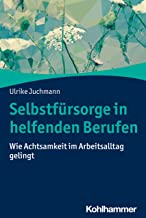 Ulrike Juchmann
Selbstfürsorge in
helfenden Berufen
Wie Achtsamkeit im Arbeitsalltag
gelingt
Kohlhammer